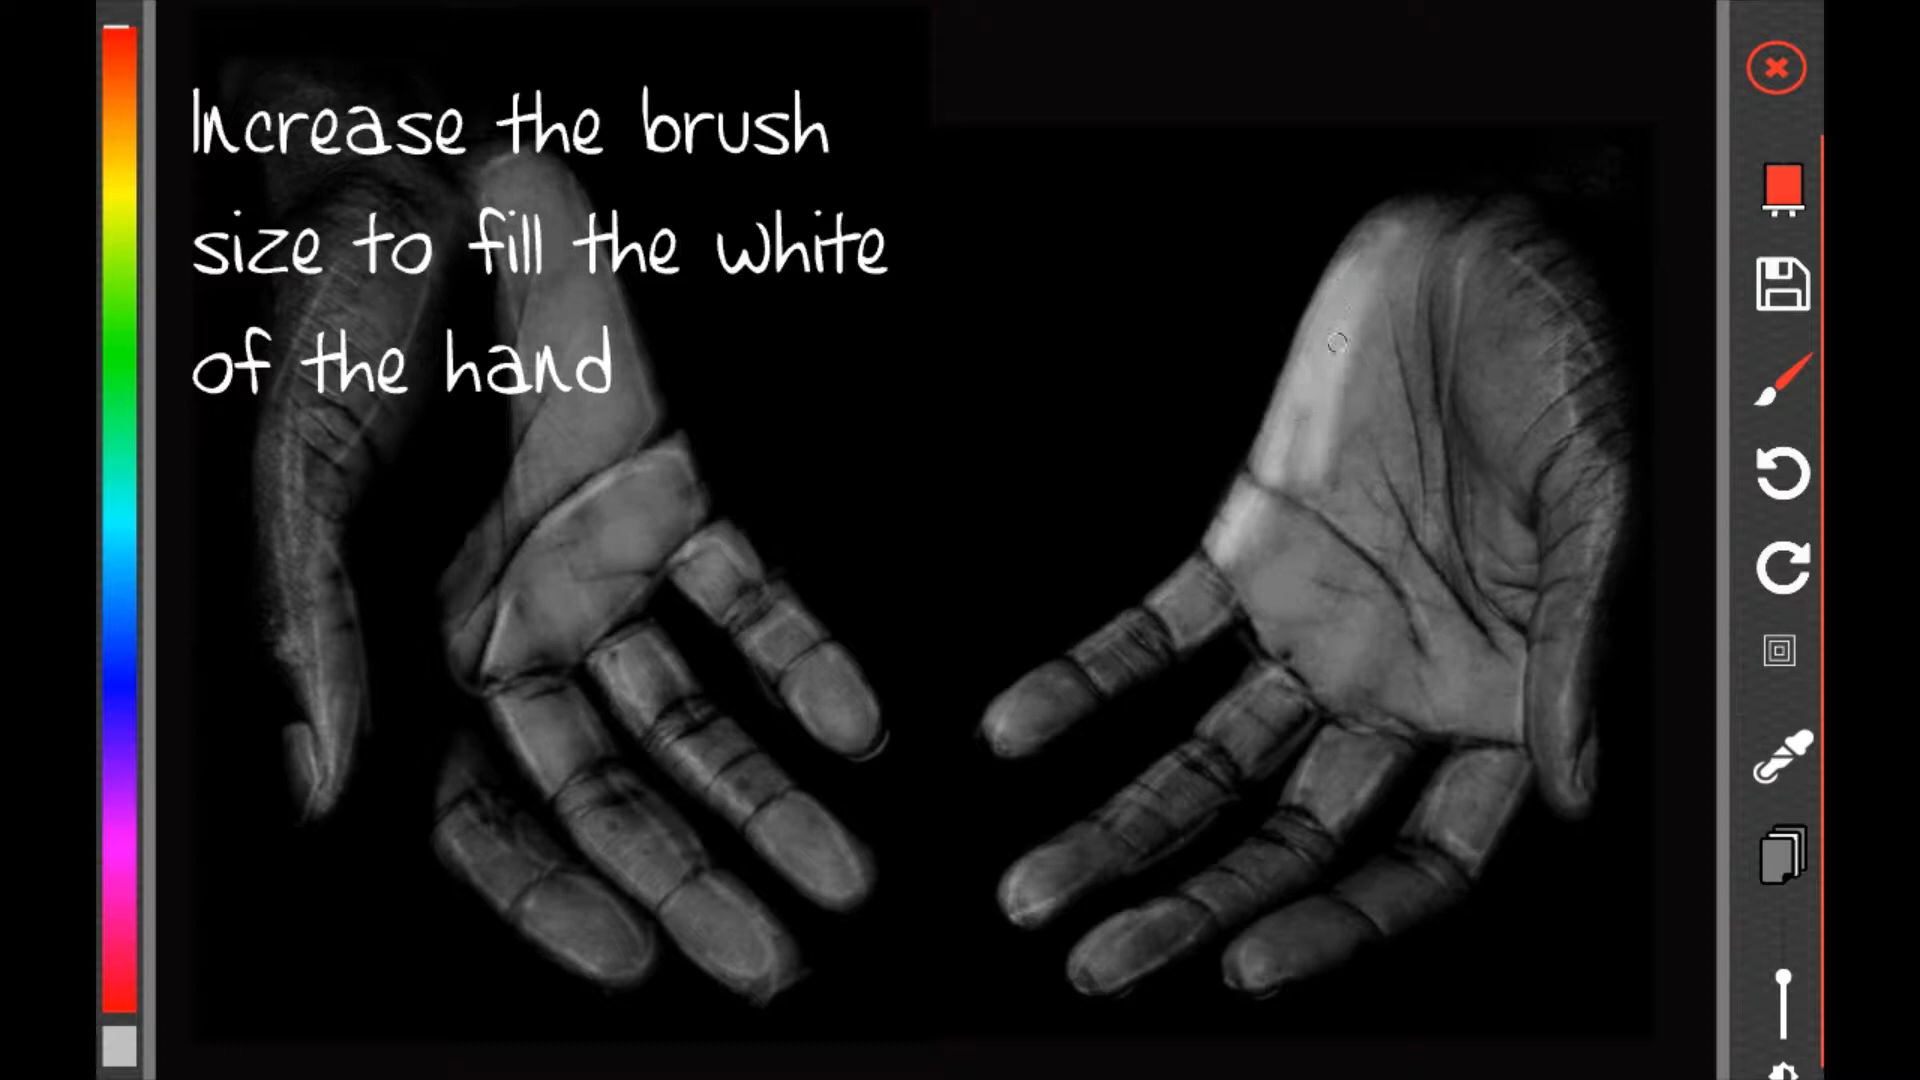 Increase the brush
size to fill the white
of the hand